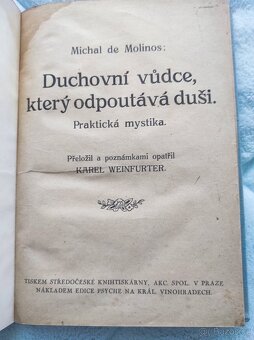 Michal de Molinos:
Duchovní vůdce,
který odpoutává duši.
Praktická mystika.
Přeložil a poznámkami opatřil
KAREL WEINFURTER.
TISKEM STŘEDOČESKÉ KNIHTISKÁRNY, AKC. SPOL. V PRAZE
NÁKLADEM EDICE PSYCHE NA KRÁL. VINOHRADECH.